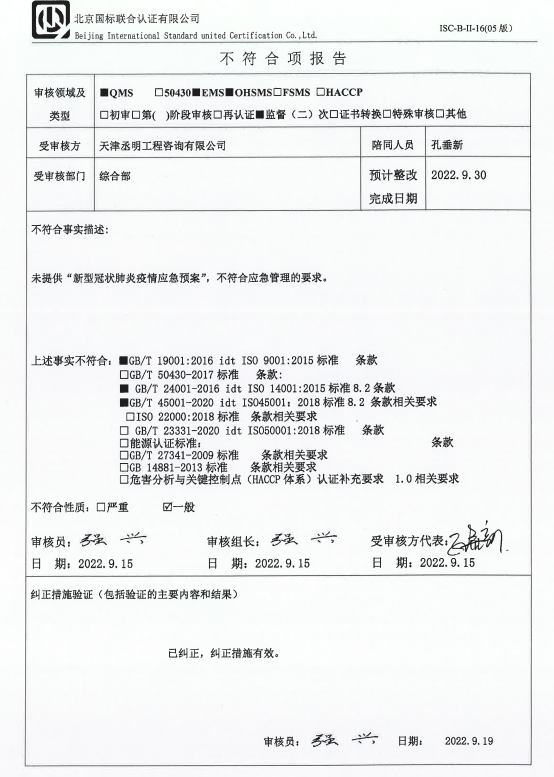 北京国标联合认证有限公司
Beijing International Standard united Certification Co.,Ltd.
ISC-B-II-16(05 版)
不符合项报告
审核领域及类型
■QMS □50430■EMS■OHSMS□FSMS □HACCP
□初审□第( )阶段审核□再认证■监督（二）次□证书转换□特殊审核□其他
受审核方 天津丞明工程咨询有限公司 陪同人员 孔垂新
受审核部门 综合部 预计整改完成日期 2022.9.30
不符合事实描述:
未提供“新型冠状肺炎疫情应急预案”，不符合应急管理的要求。
上述事实不符合: ■GB/T 19001:2016 idt ISO 9001:2015 标准 条款
□GB/T 50430-2017 标准 条款:
■ GB/T 24001-2016 idt ISO 14001:2015 标准 8.2 条款
■GB/T 45001-2020 idt ISO45001：2018 标准 8.2 条款相关要求
□ISO 22000:2018 标准 条款相关要求
□ GB/T 23331-2020 idt ISO50001:2018 标准 条款
□能源认证标准: 条款
□GB/T 27341-2009 标准 条款相关要求
□GB 14881-2013 标准 条款相关要求
□危害分析与关键控制点（HACCP 体系）认证补充要求 1.0 相关要求
不符合性质: □严重 ☑一般
审核员: 强兴 审核组长: 强兴 受审核方代表:
日 期: 2022.9.15 日 期: 2022.9.15 日 期: 2022.9.15
纠正措施验证（包括验证的主要内容和结果）
已纠正，纠正措施有效。
审核员: 强兴 日期: 2022.9.19